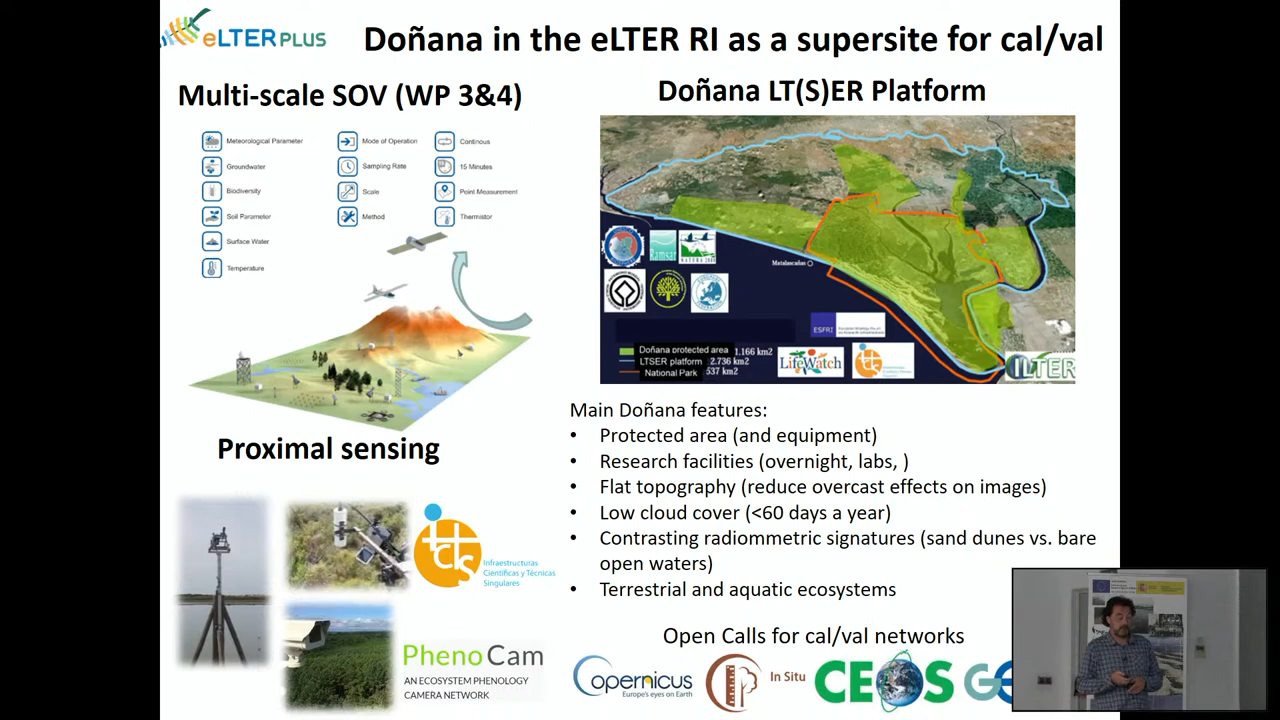 eLTER PLUS
Doñana in the eLTER RI as a supersite for cal/val
Multi-scale SOV (WP 3&4)
Meteorological Parameter
Groundwater
Biodiversity
Soil Parameter
Surface Water
Temperature
Mode of Operation
Sampling Rate
Scale
Method
Continous
15 Minutes
Point Measurement
Thermistor
Proximal sensing
Infraestructuras
Científicas y Técnicas
Singulares
PhenoCam
AN ECOSYSTEM PHENOLOGY
CAMERA NETWORK
Doñana LT(S)ER Platform
Ramsar
NATURA 2000
Matalascañas
ESFRI
Doñana protected area 1.166 km2
LTSER platform 2.736 km2
National Park 537 km2
LifeWatch
ILTER
Main Doñana features:
• Protected area (and equipment)
• Research facilities (overnight, labs, )
• Flat topography (reduce overcast effects on images)
• Low cloud cover (<60 days a year)
• Contrasting radiommetric signatures (sand dunes vs. bare
open waters)
• Terrestrial and aquatic ecosystems
Open Calls for cal/val networks
Copernicus
Europe's eyes on Earth
In Situ
CEOS
GE